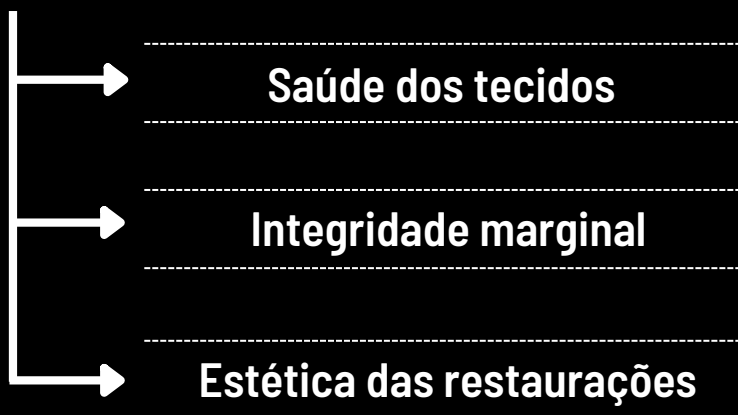 Saúde dos tecidos
Integridade marginal
Estética das restaurações